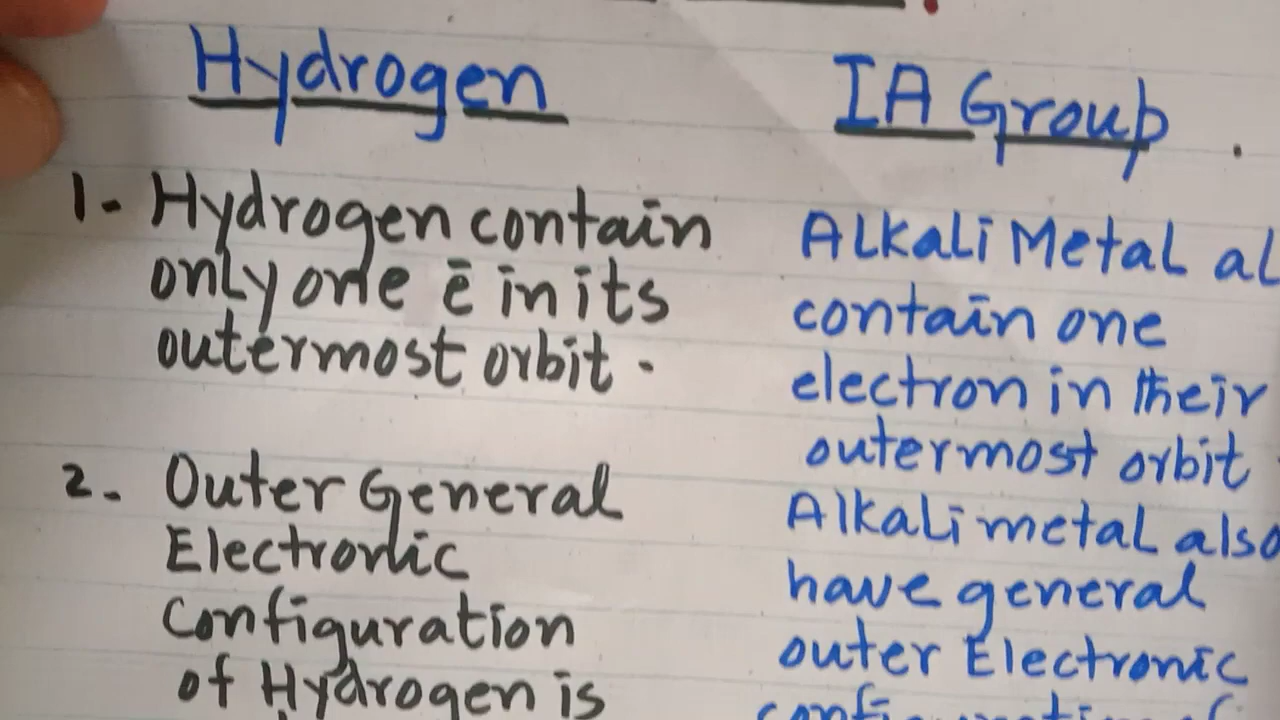 Hydrogen
IA Group
1- Hydrogen contain
only one ē in its
outermost orbit.
2. Outer General
Electronic
Configuration
of Hydrogen is
Alkali Metal al
contain one
electron in their
outermost orbit
Alkali metal also
have general
outer Electronic